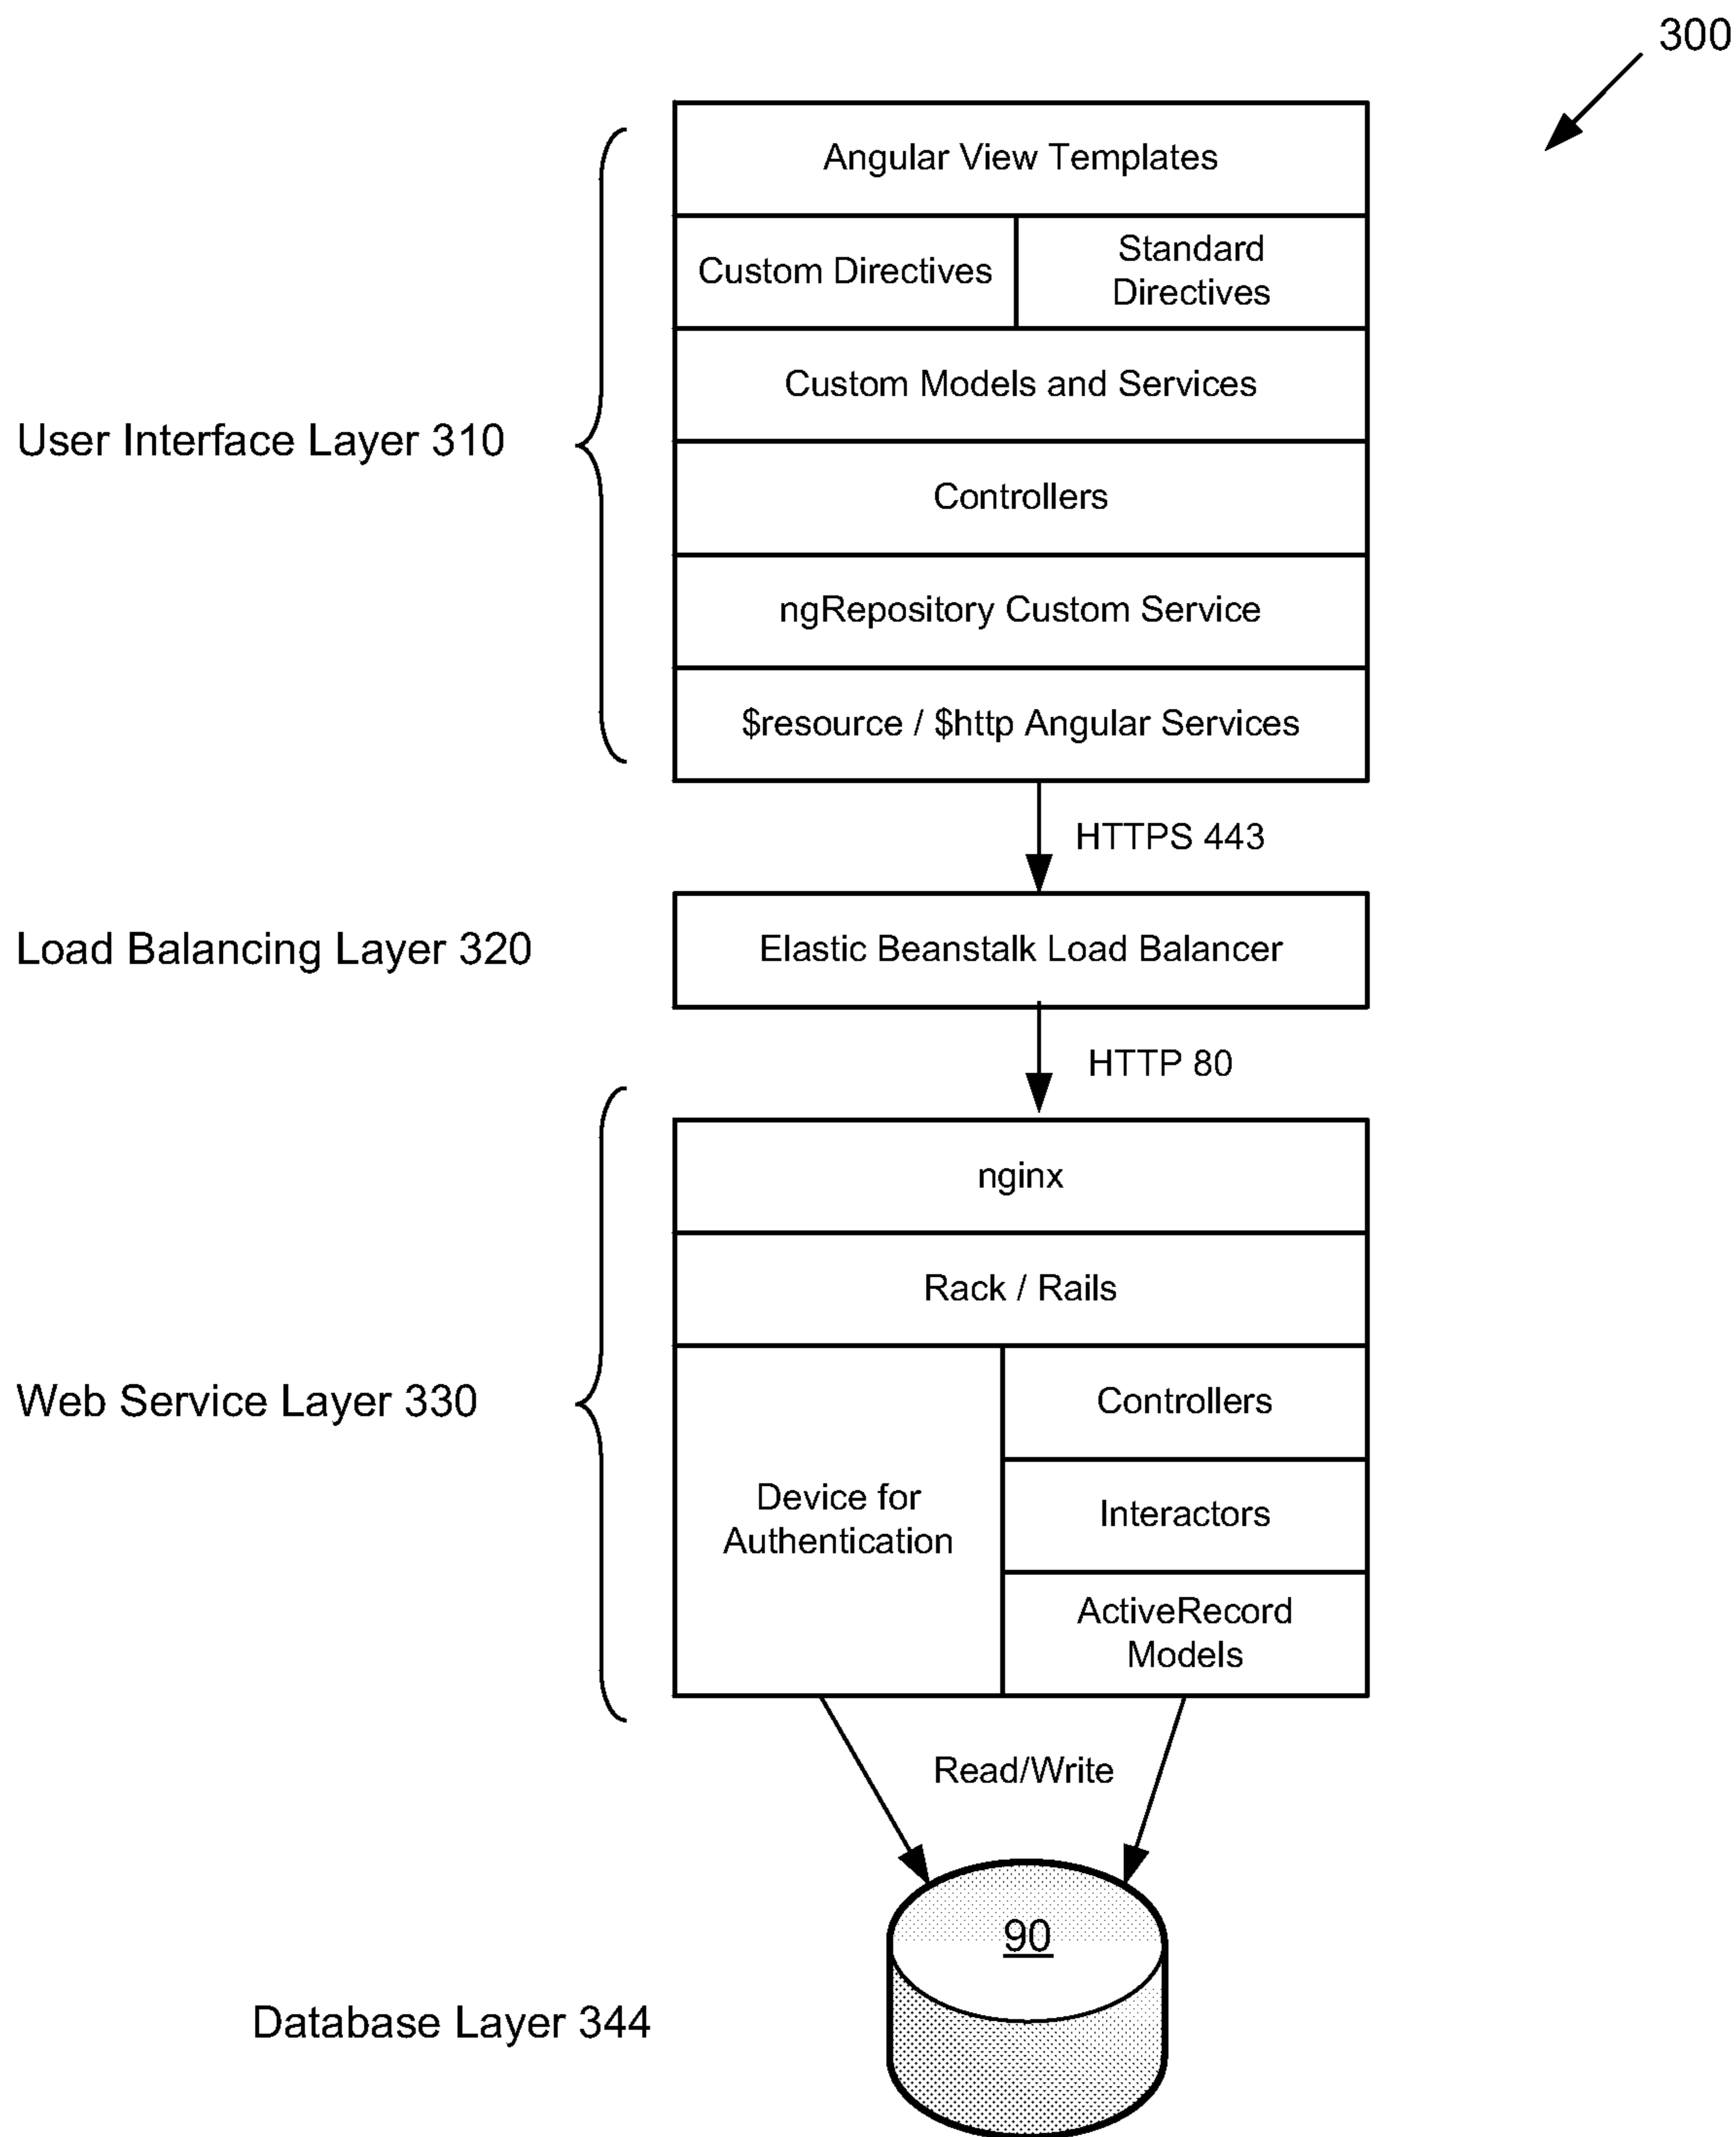 300
Angular View Templates
Custom Directives
Standard
Directives
Custom Models and Services
User Interface Layer 310
Controllers
ngRepository Custom Service
$resource / $http Angular Services
HTTPS 443
Load Balancing Layer 320
Elastic Beanstalk Load Balancer
HTTP 80
nginx
Rack / Rails
Web Service Layer 330
Device for
Authentication
Controllers
Interactors
ActiveRecord
Models
Read/Write
90
Database Layer 344